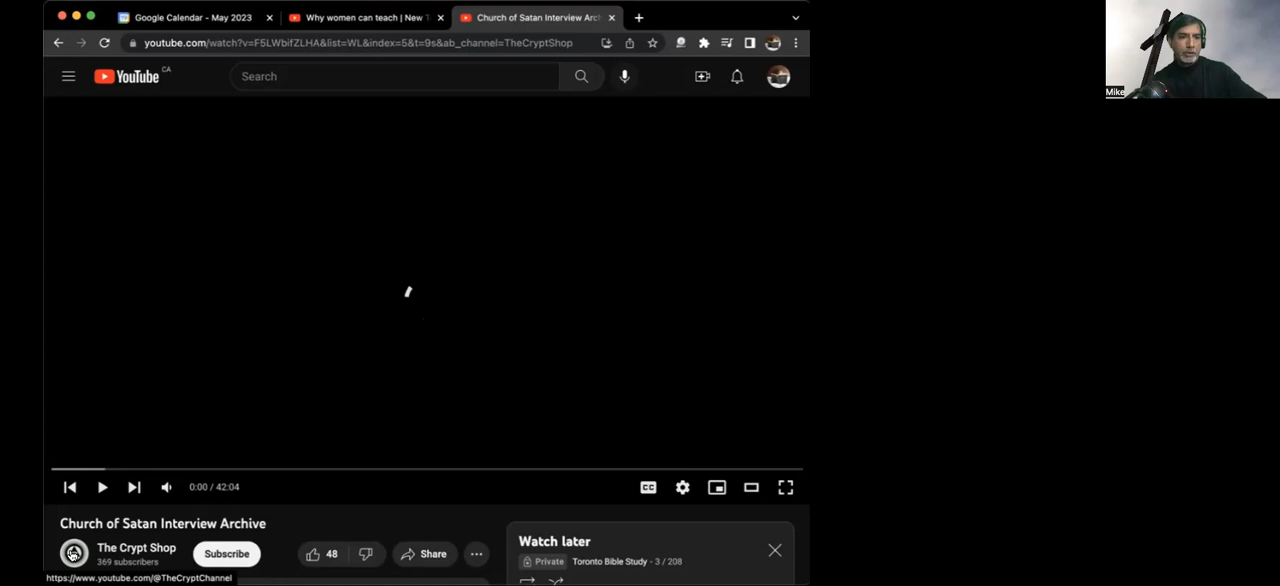 Google Calendar - May 2023
Why women can teach | New T
Church of Satan Interview Arc
youtube.com/watch?v=F5LWbifZLHA&list=WL&index=5&t=9s&ab_channel=TheCryptShop
YouTube CA
Search
Mike
0:00 / 42:04
CC
Church of Satan Interview Archive
The Crypt Shop
369 subscribers
Subscribe
48
Share
Watch later
Private
Toronto Bible Study - 3 / 208
https://www.youtube.com/@TheCryptChannel